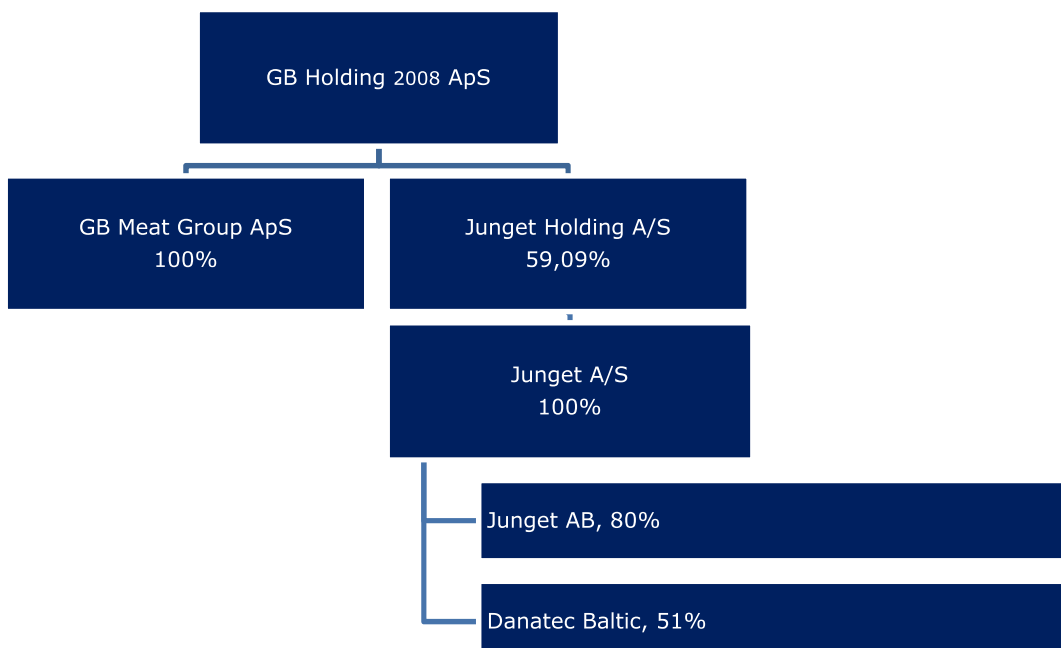 GB Holding 2008 ApS
GB Meat Group ApS
100%
Junget Holding A/S
59,09%
Junget A/S
100%
Junget AB, 80%
Danatec Baltic, 51%